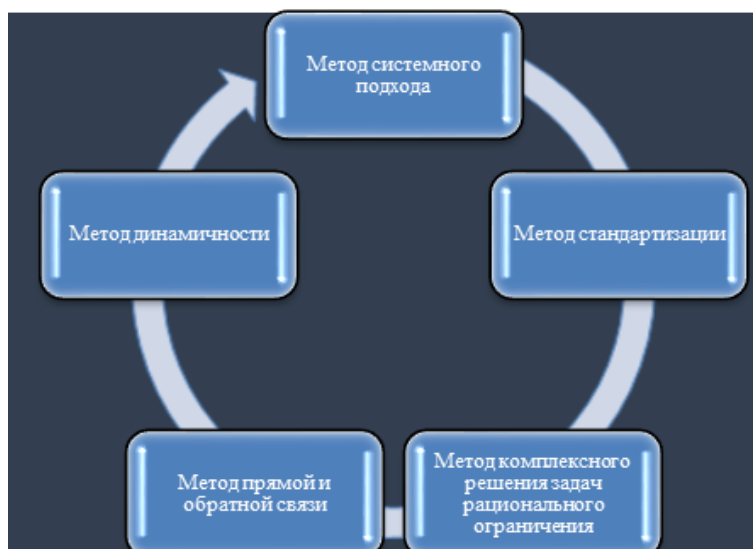 Метод системного
подхода
Метод стандартизации
Метод комплексного
решения задач
рационального
ограничения
Метод прямой и
обратной связи
Метод динамичности